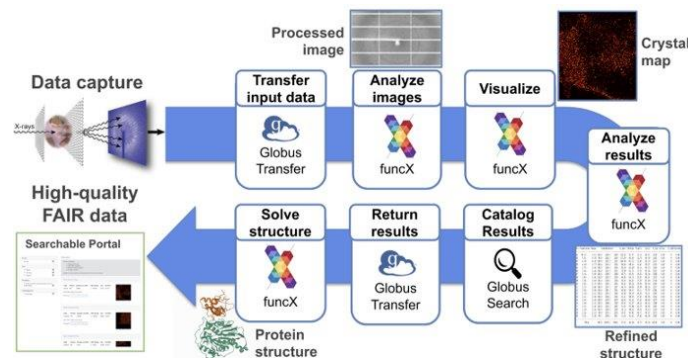 Processed
image
Crystal
map
Data capture
X-rays
Transfer
input data
Globus
Transfer
Analyze
images
funcX
Visualize
funcX
Analyze
results
funcX
High-quality
FAIR data
Searchable Portal
Solve
structure
funcX
Return
results
Globus
Transfer
Catalog
Results
Globus
Search
Protein
structure
Refined
structure